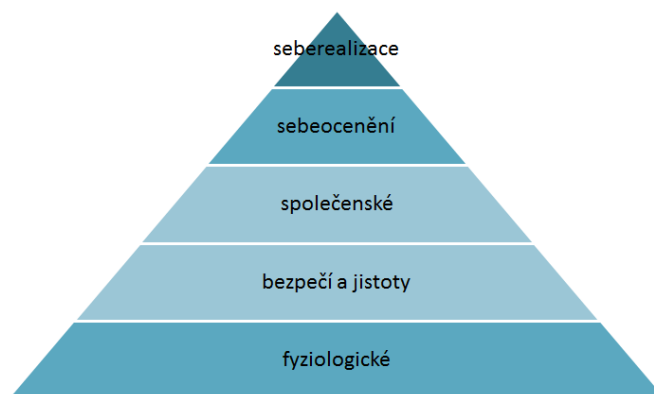 seberealizace
sebeocenění
společenské
bezpečí a jistoty
fyziologické